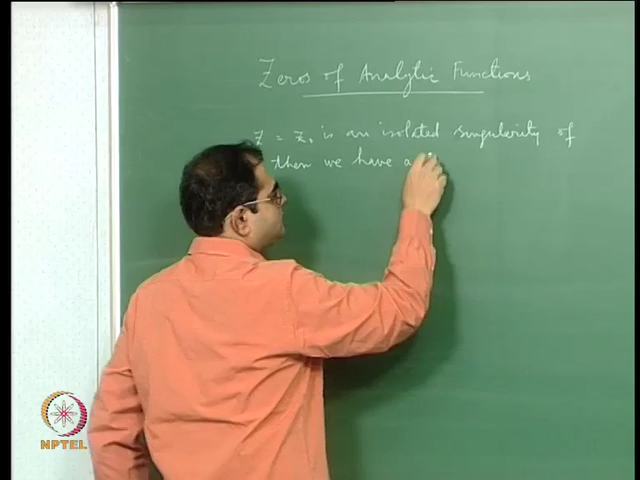 Zeros of Analytic Functions
z = z₀ is an isolated singularity of
then we have a
NPTEL